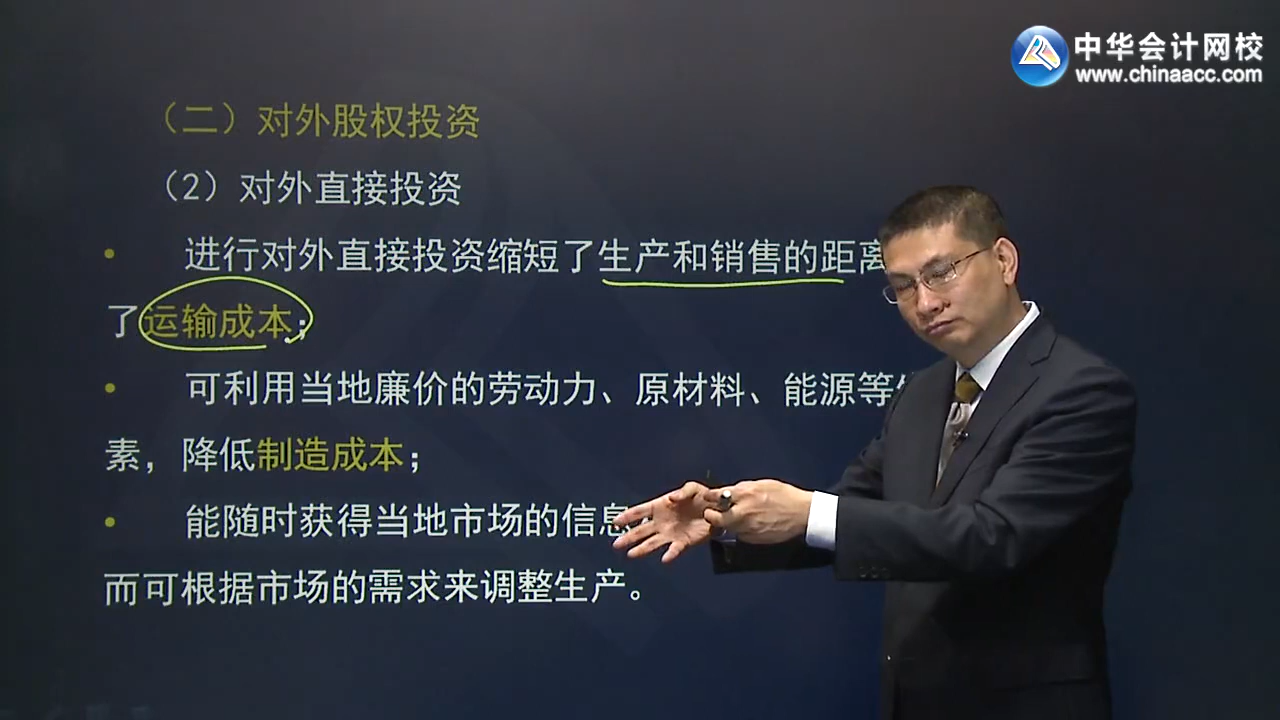 中华会计网校
www.chinaacc.com
（二）对外股权投资
（2）对外直接投资
• 进行对外直接投资缩短了生产和销售的距离
了运输成本；
• 可利用当地廉价的劳动力、原材料、能源等
素，降低制造成本；
• 能随时获得当地市场的信息
而可根据市场的需求来调整生产。